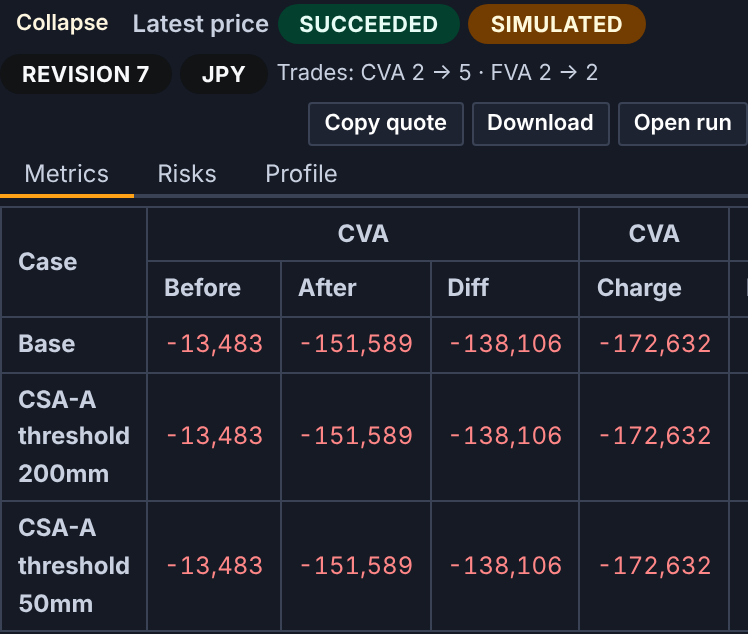 Collapse Latest price SUCCEEDED SIMULATED
REVISION 7 JPY Trades: CVA 2 → 5 · FVA 2 → 2
Copy quote Download Open run
Metrics Risks Profile
Case CVA CVA
Before After Diff Charge
Base -13,483 -151,589 -138,106 -172,632
CSA-A
threshold -13,483 -151,589 -138,106 -172,632
200mm
CSA-A
threshold -13,483 -151,589 -138,106 -172,632
50mm